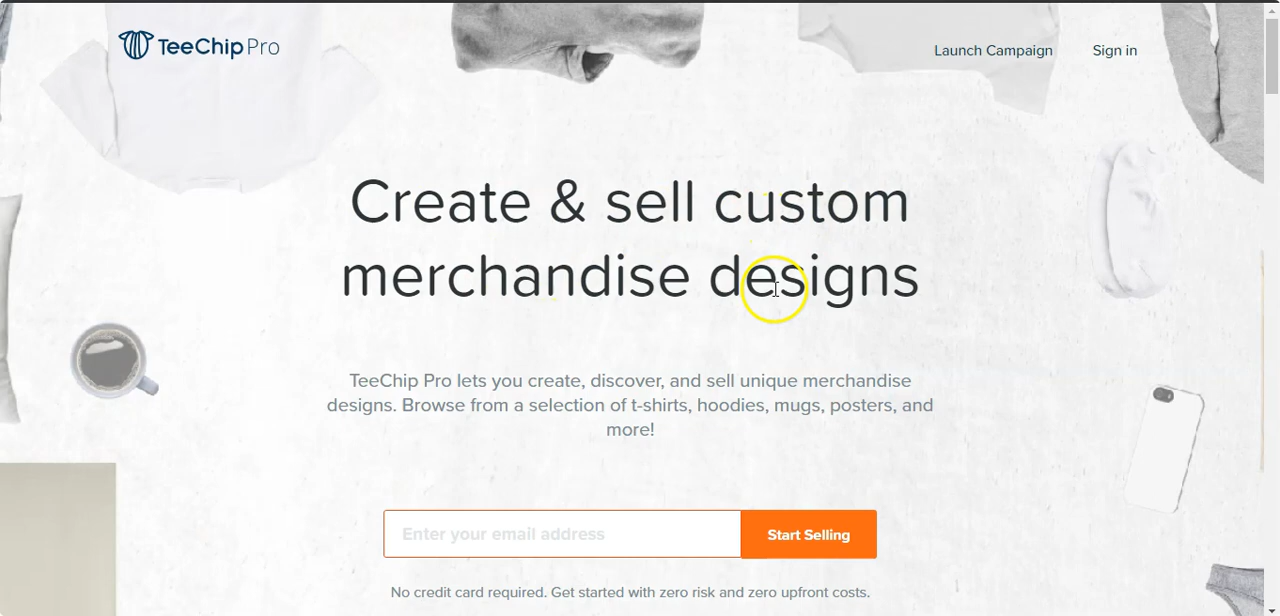 TeeChip Pro
Launch Campaign
Sign in
Create & sell custom
merchandise designs
TeeChip Pro lets you create, discover, and sell unique merchandise
designs. Browse from a selection of t-shirts, hoodies, mugs, posters, and
more!
Enter your email address
Start Selling
No credit card required. Get started with zero risk and zero upfront costs.